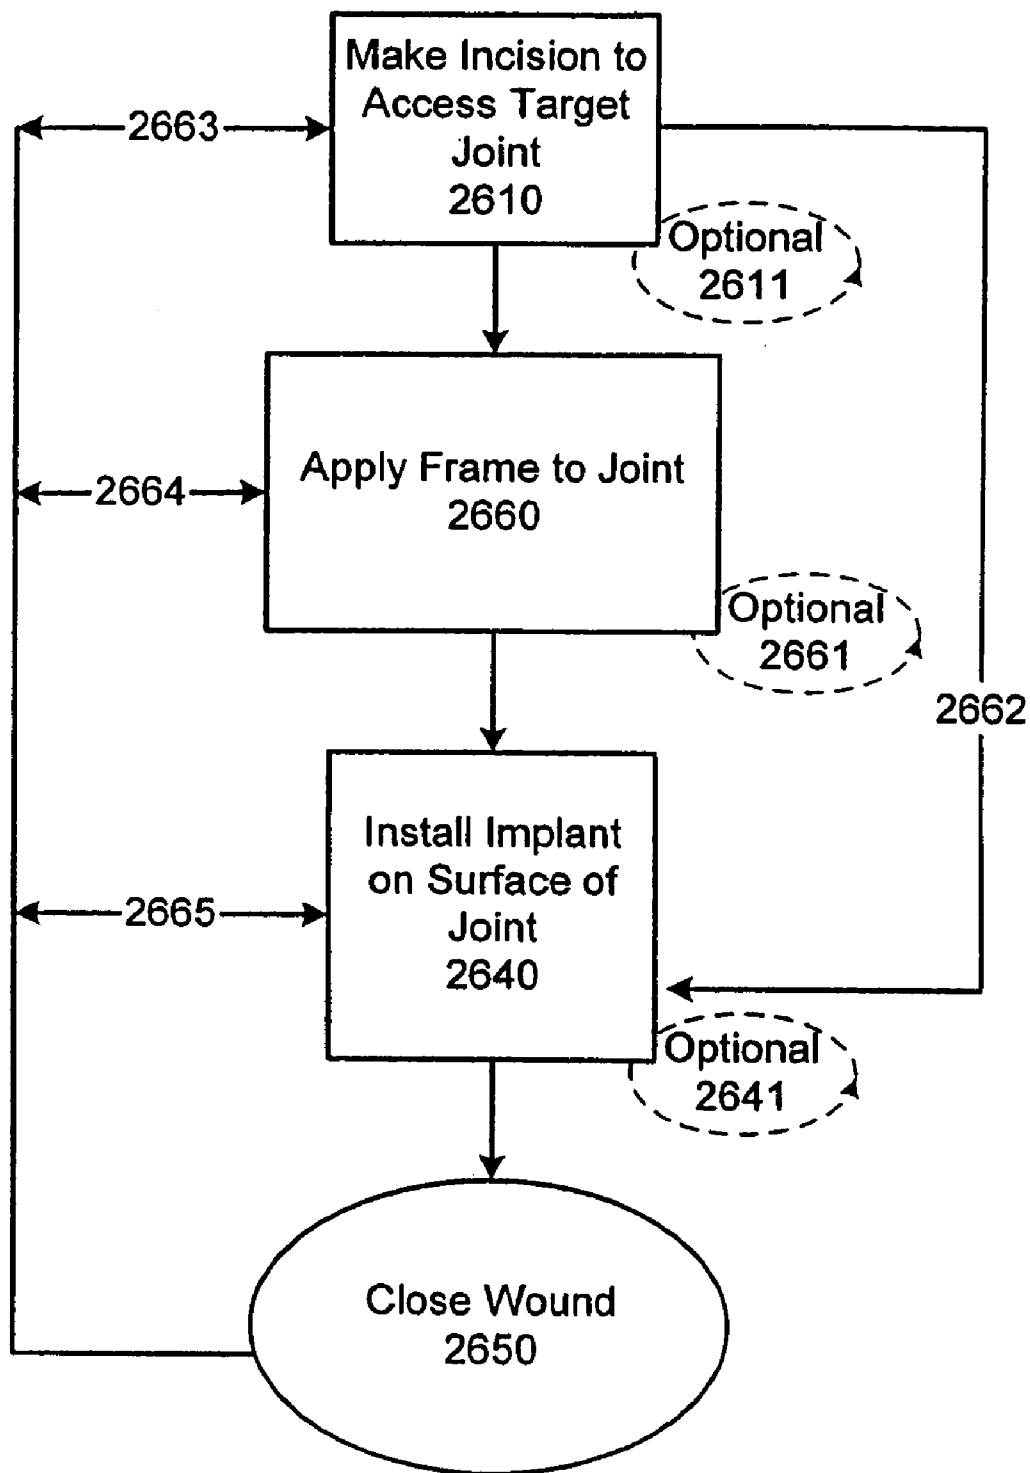 Make Incision to
Access Target
Joint
2610
2663
Optional
2611
Apply Frame to Joint
2660
2664
Optional
2661
2662
Install Implant
on Surface of
Joint
2640
2665
Optional
2641
Close Wound
2650